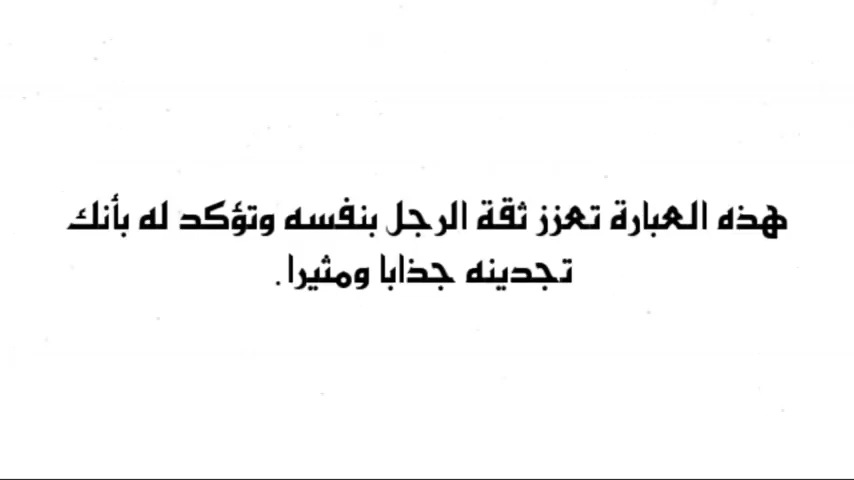 هذه العبارة تعزز ثقة الرجل بنفسه وتؤكد له بأنك
تجدينه جذابا ومثيرا.